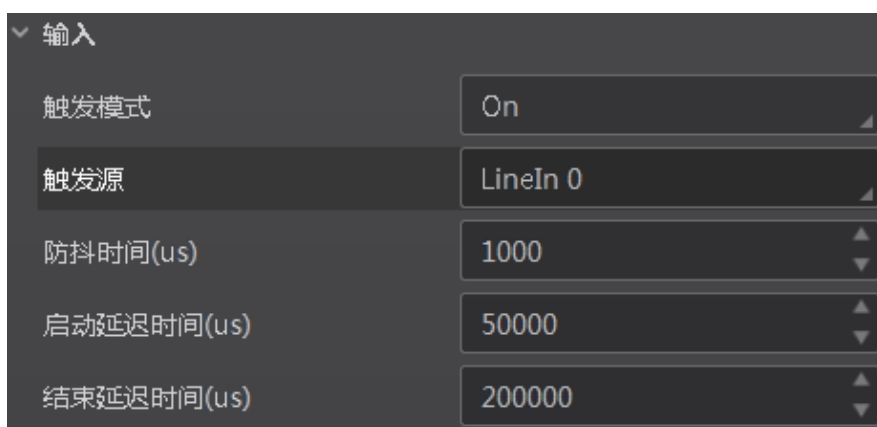 输入
触发模式 On
触发源 LineIn 0
防抖时间(us) 1000
启动延迟时间(us) 50000
结束延迟时间(us) 200000